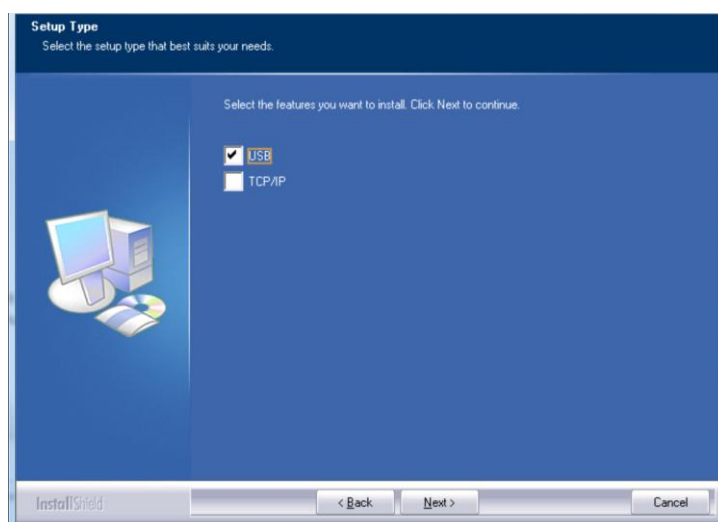 Setup Type
Select the setup type that best suits your needs.
Select the features you want to install. Click Next to continue.
USB
TCP/IP
InstallShield
< Back
Next >
Cancel